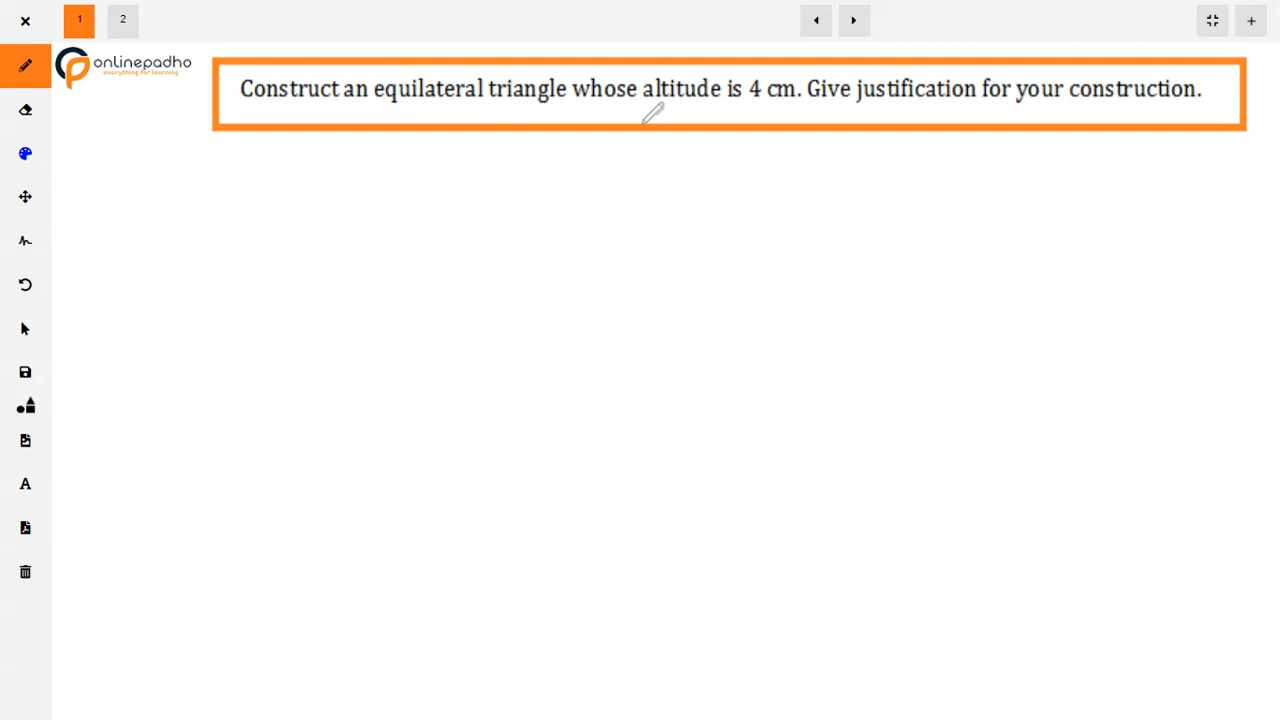 1 2
onlinepadho
everything for learning
Construct an equilateral triangle whose altitude is 4 cm. Give justification for your construction.
A